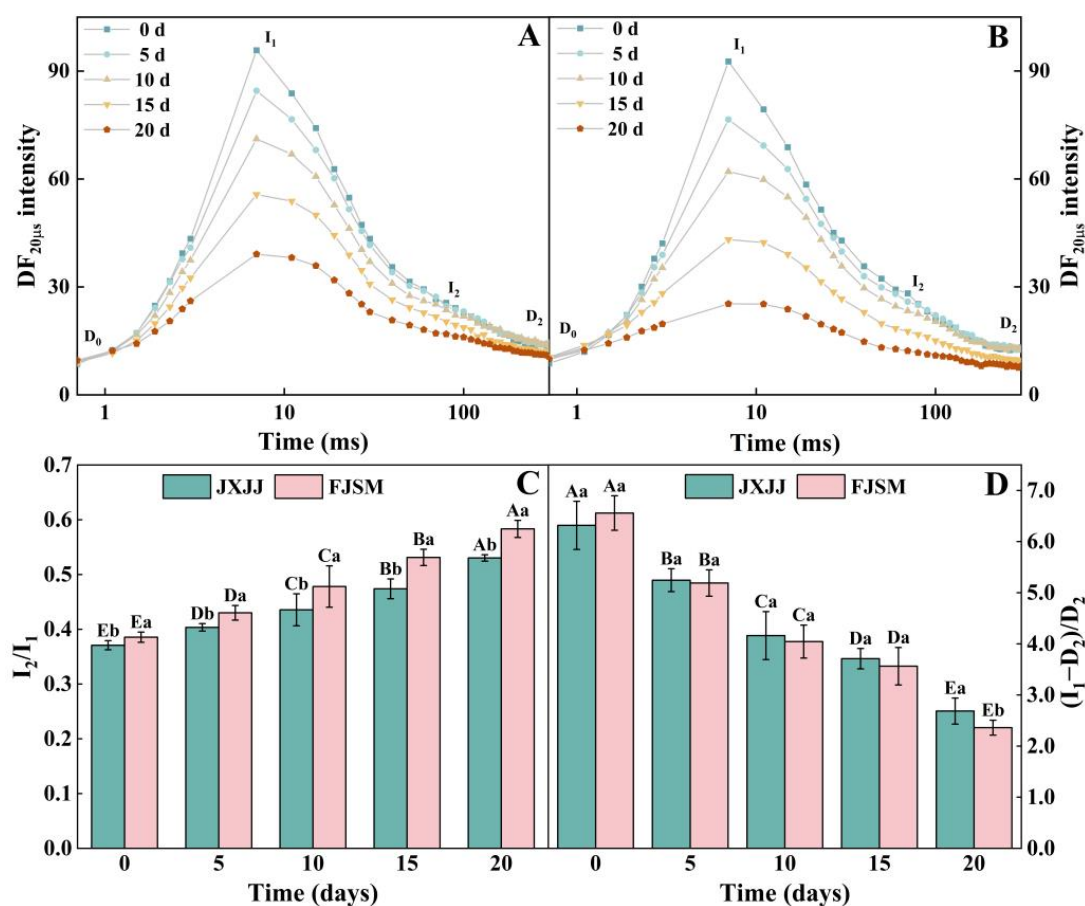 0 d
5 d
10 d
15 d
20 d
A
I₁
I₂
D₀
D₂
90
60
30
0
DF₂₀μs intensity
1 10 100
Time (ms)
0 d
5 d
10 d
15 d
20 d
B
I₁
I₂
D₀
D₂
90
60
30
0
DF₂₀μs intensity
1 10 100
Time (ms)
JXJJ FJSM
C
0.7
0.6
0.5
0.4
0.3
0.2
0.1
0.0
I₂/I₁
Eb Ea Db Da Cb Ca Bb Ba Ab Aa
0 5 10 15 20
Time (days)
JXJJ FJSM
D
7.0
6.0
5.0
4.0
3.0
2.0
1.0
0.0
(I₁−D₂)/D₂
Aa Aa Ba Ba Ca Ca Da Da Ea Eb
0 5 10 15 20
Time (days)